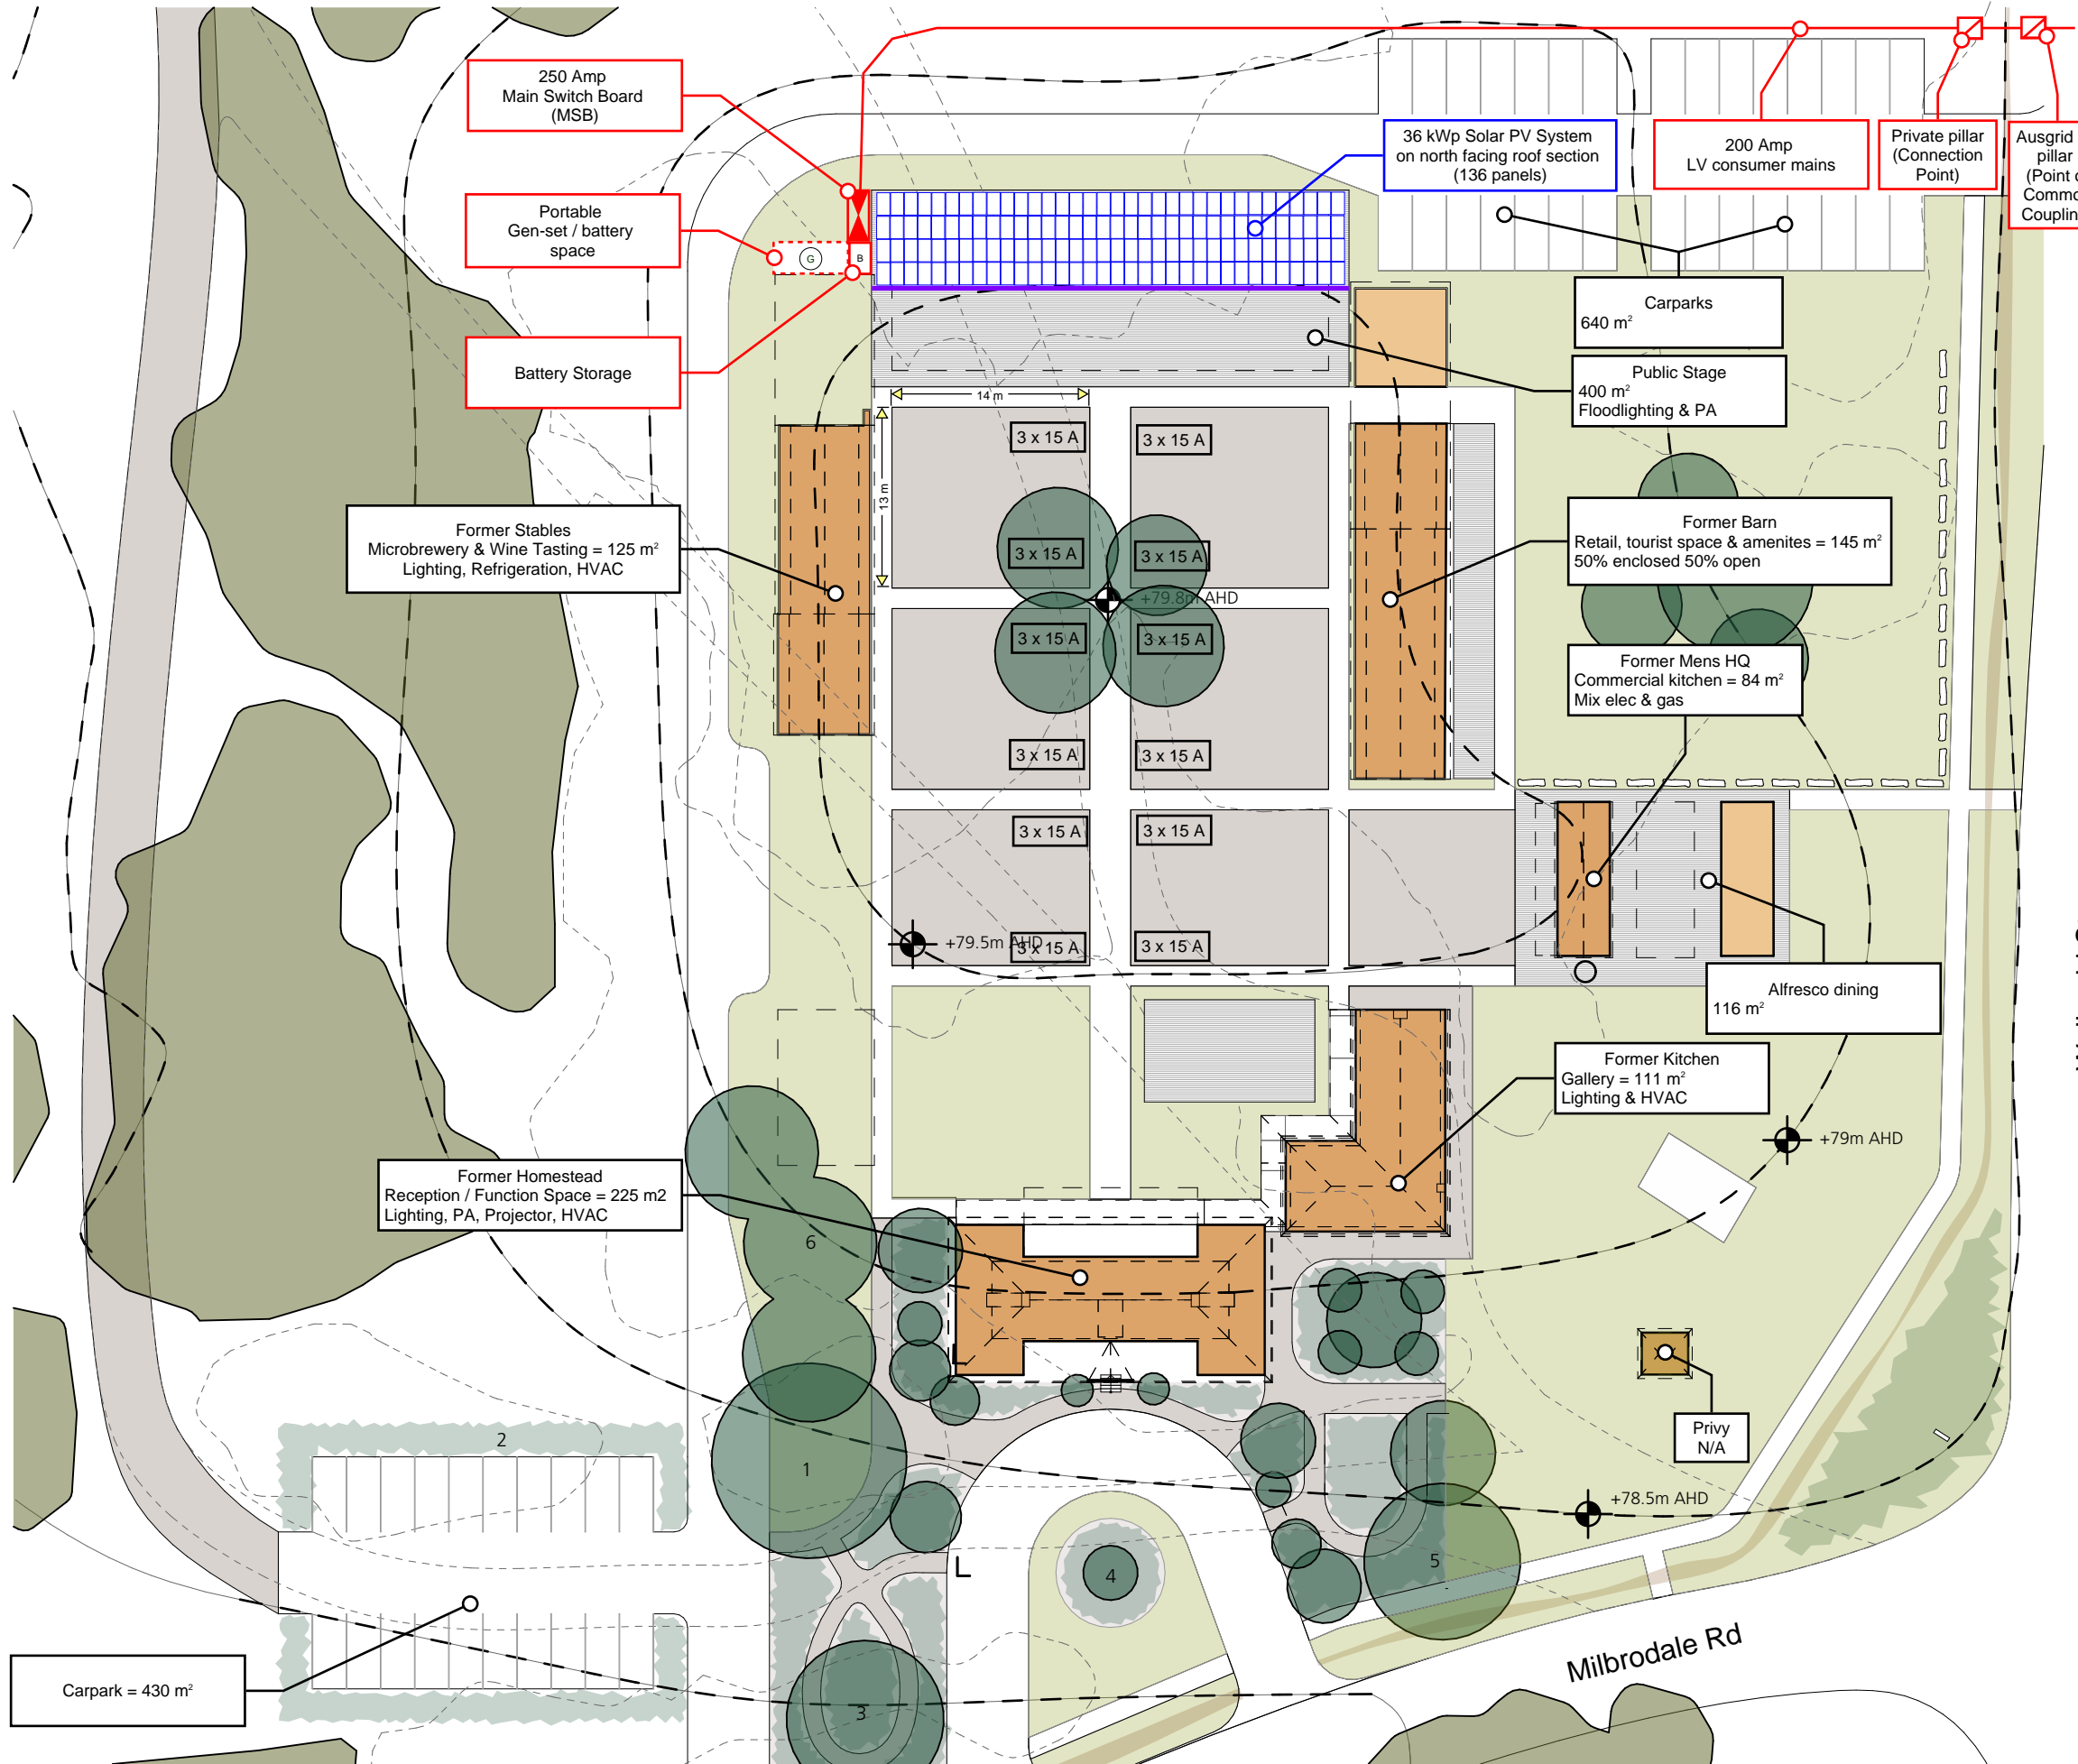 250 Amp
Main Switch Board
(MSB)
36 kWp Solar PV System
on north facing roof section
(136 panels)
200 Amp
LV consumer mains
Private pillar
(Connection
Point)
Ausgrid
pillar
(Point
Coupling
Portable
Gen-set / battery
space
G
B
Carparks
640 m²
Battery Storage
Public Stage
400 m²
Floodlighting & PA
14 m
13 m
3 x 15 A
3 x 15 A
3 x 15 A
3 x 15 A
Former Stables
Microbrewery & Wine Tasting = 125 m²
Lighting, Refrigeration, HVAC
Former Barn
Retail, tourist space & amenites = 145 m²
50% enclosed 50% open
+79.8m AHD
3 x 15 A
3 x 15 A
Former Mens HQ
Commercial kitchen = 84 m²
Mix elec & gas
3 x 15 A
3 x 15 A
3 x 15 A
3 x 15 A
+79.5m AHD
3 x 15 A
3 x 15 A
Alfresco dining
116 m²
Former Kitchen
Gallery = 111 m²
Lighting & HVAC
+79m AHD
Former Homestead
Reception / Function Space = 225 m2
Lighting, PA, Projector, HVAC
6
Privy
N/A
2
1
+78.5m AHD
5
4
L
3
Milbrodale Rd
Carpark = 430 m²